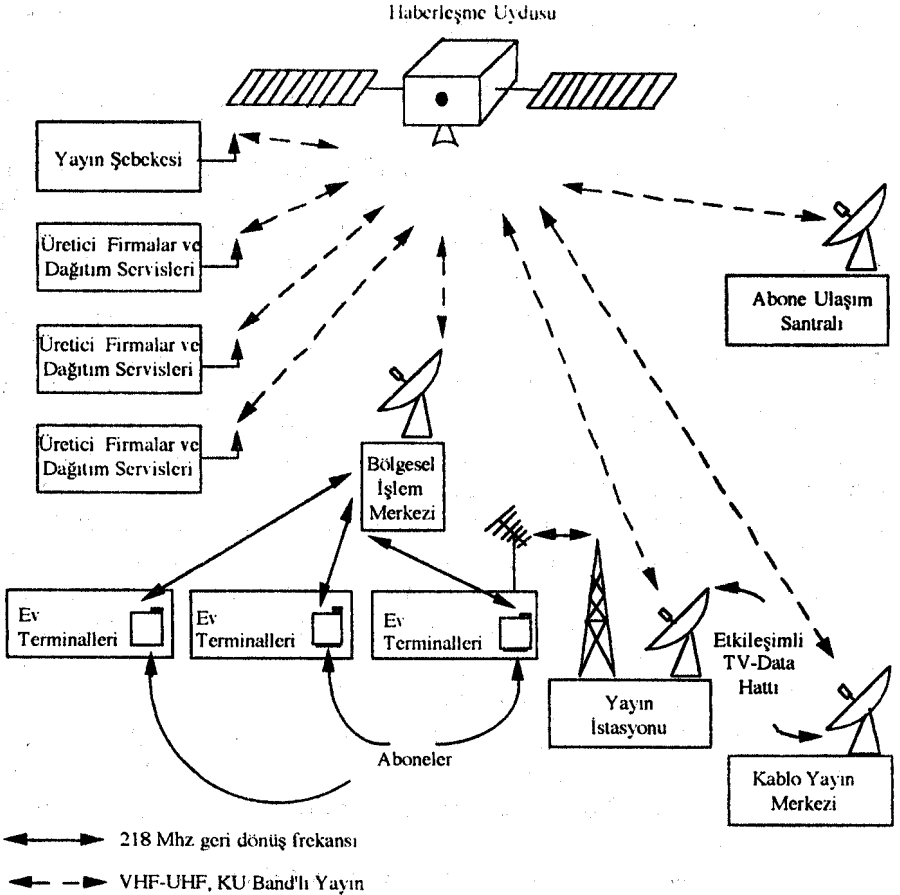 Haberleşme Uydusu
Yayın Şebekesi
Üretici Firmalar ve
Dağıtım Servisleri
Üretici Firmalar ve
Dağıtım Servisleri
Üretici Firmalar ve
Dağıtım Servisleri
Abone Ulaşım
Santralı
Bölgesel
İşlem
Merkezi
Ev
Terminalleri
Ev
Terminalleri
Ev
Terminalleri
Etkileşimli
TV-Data
Hattı
Yayın
İstasyonu
Aboneler
Kablo Yayın
Merkezi
218 Mhz geri dönüş frekansı
VHF-UHF, KU Band'lı Yayın